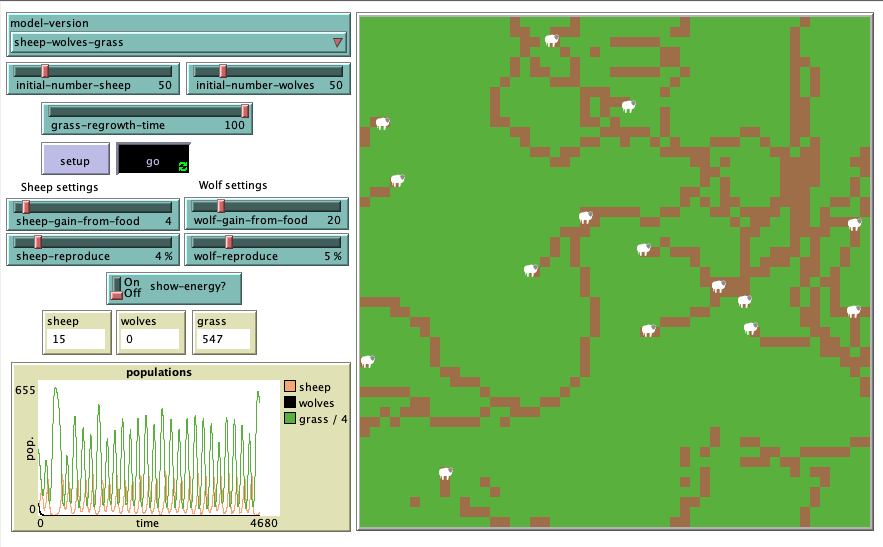 model-version
sheep-wolves-grass
initial-number-sheep 50
initial-number-wolves 50
grass-regrowth-time 100
setup
go
Sheep settings
Wolf settings
sheep-gain-from-food 4
wolf-gain-from-food 20
sheep-reproduce 4 %
wolf-reproduce 5 %
On
Off
show-energy?
sheep
15
wolves
0
grass
547
populations
655
pop.
0
0
time
4680
sheep
wolves
grass / 4